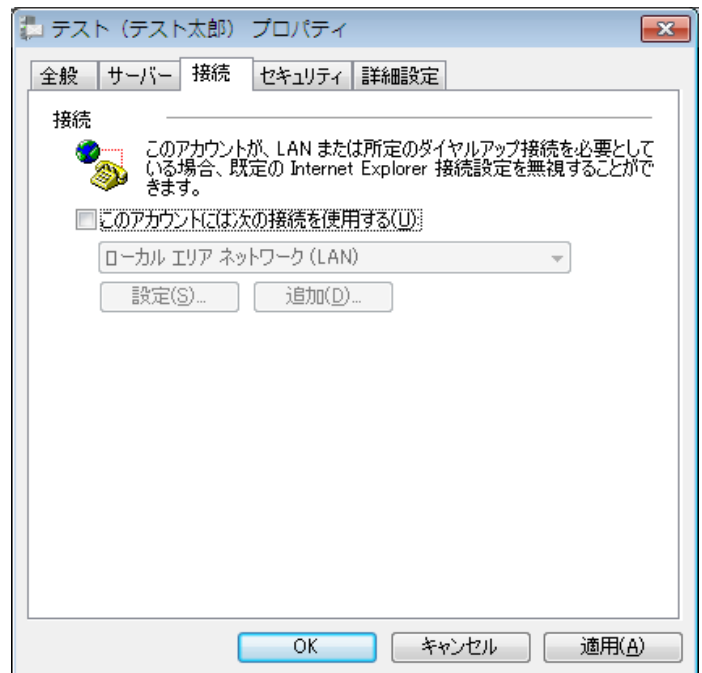 テスト（テスト太郎） プロパティ
全般
サーバー
接続
セキュリティ
詳細設定
接続
このアカウントが、LAN または所定のダイヤルアップ接続を必要として
いる場合、既定の Internet Explorer 接続設定を無視することがで
きます。
このアカウントには次の接続を使用する(U):
ローカル エリア ネットワーク (LAN)
設定(S)...
追加(D)...
OK
キャンセル
適用(A)